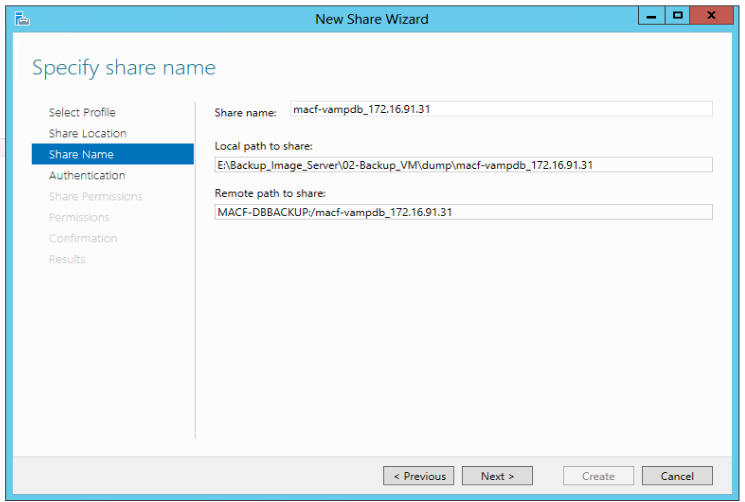 New Share Wizard
Specify share name
Select Profile
Share Location
Share Name
Authentication
Share Permissions
Permissions
Confirmation
Results
Share name: macf-vampdb_172.16.91.31
Local path to share:
E:\Backup_Image_Server\02-Backup_VM\dump\macf-vampdb_172.16.91.31
Remote path to share:
MACF-DBBACKUP:/macf-vampdb_172.16.91.31
< Previous Next > Create Cancel